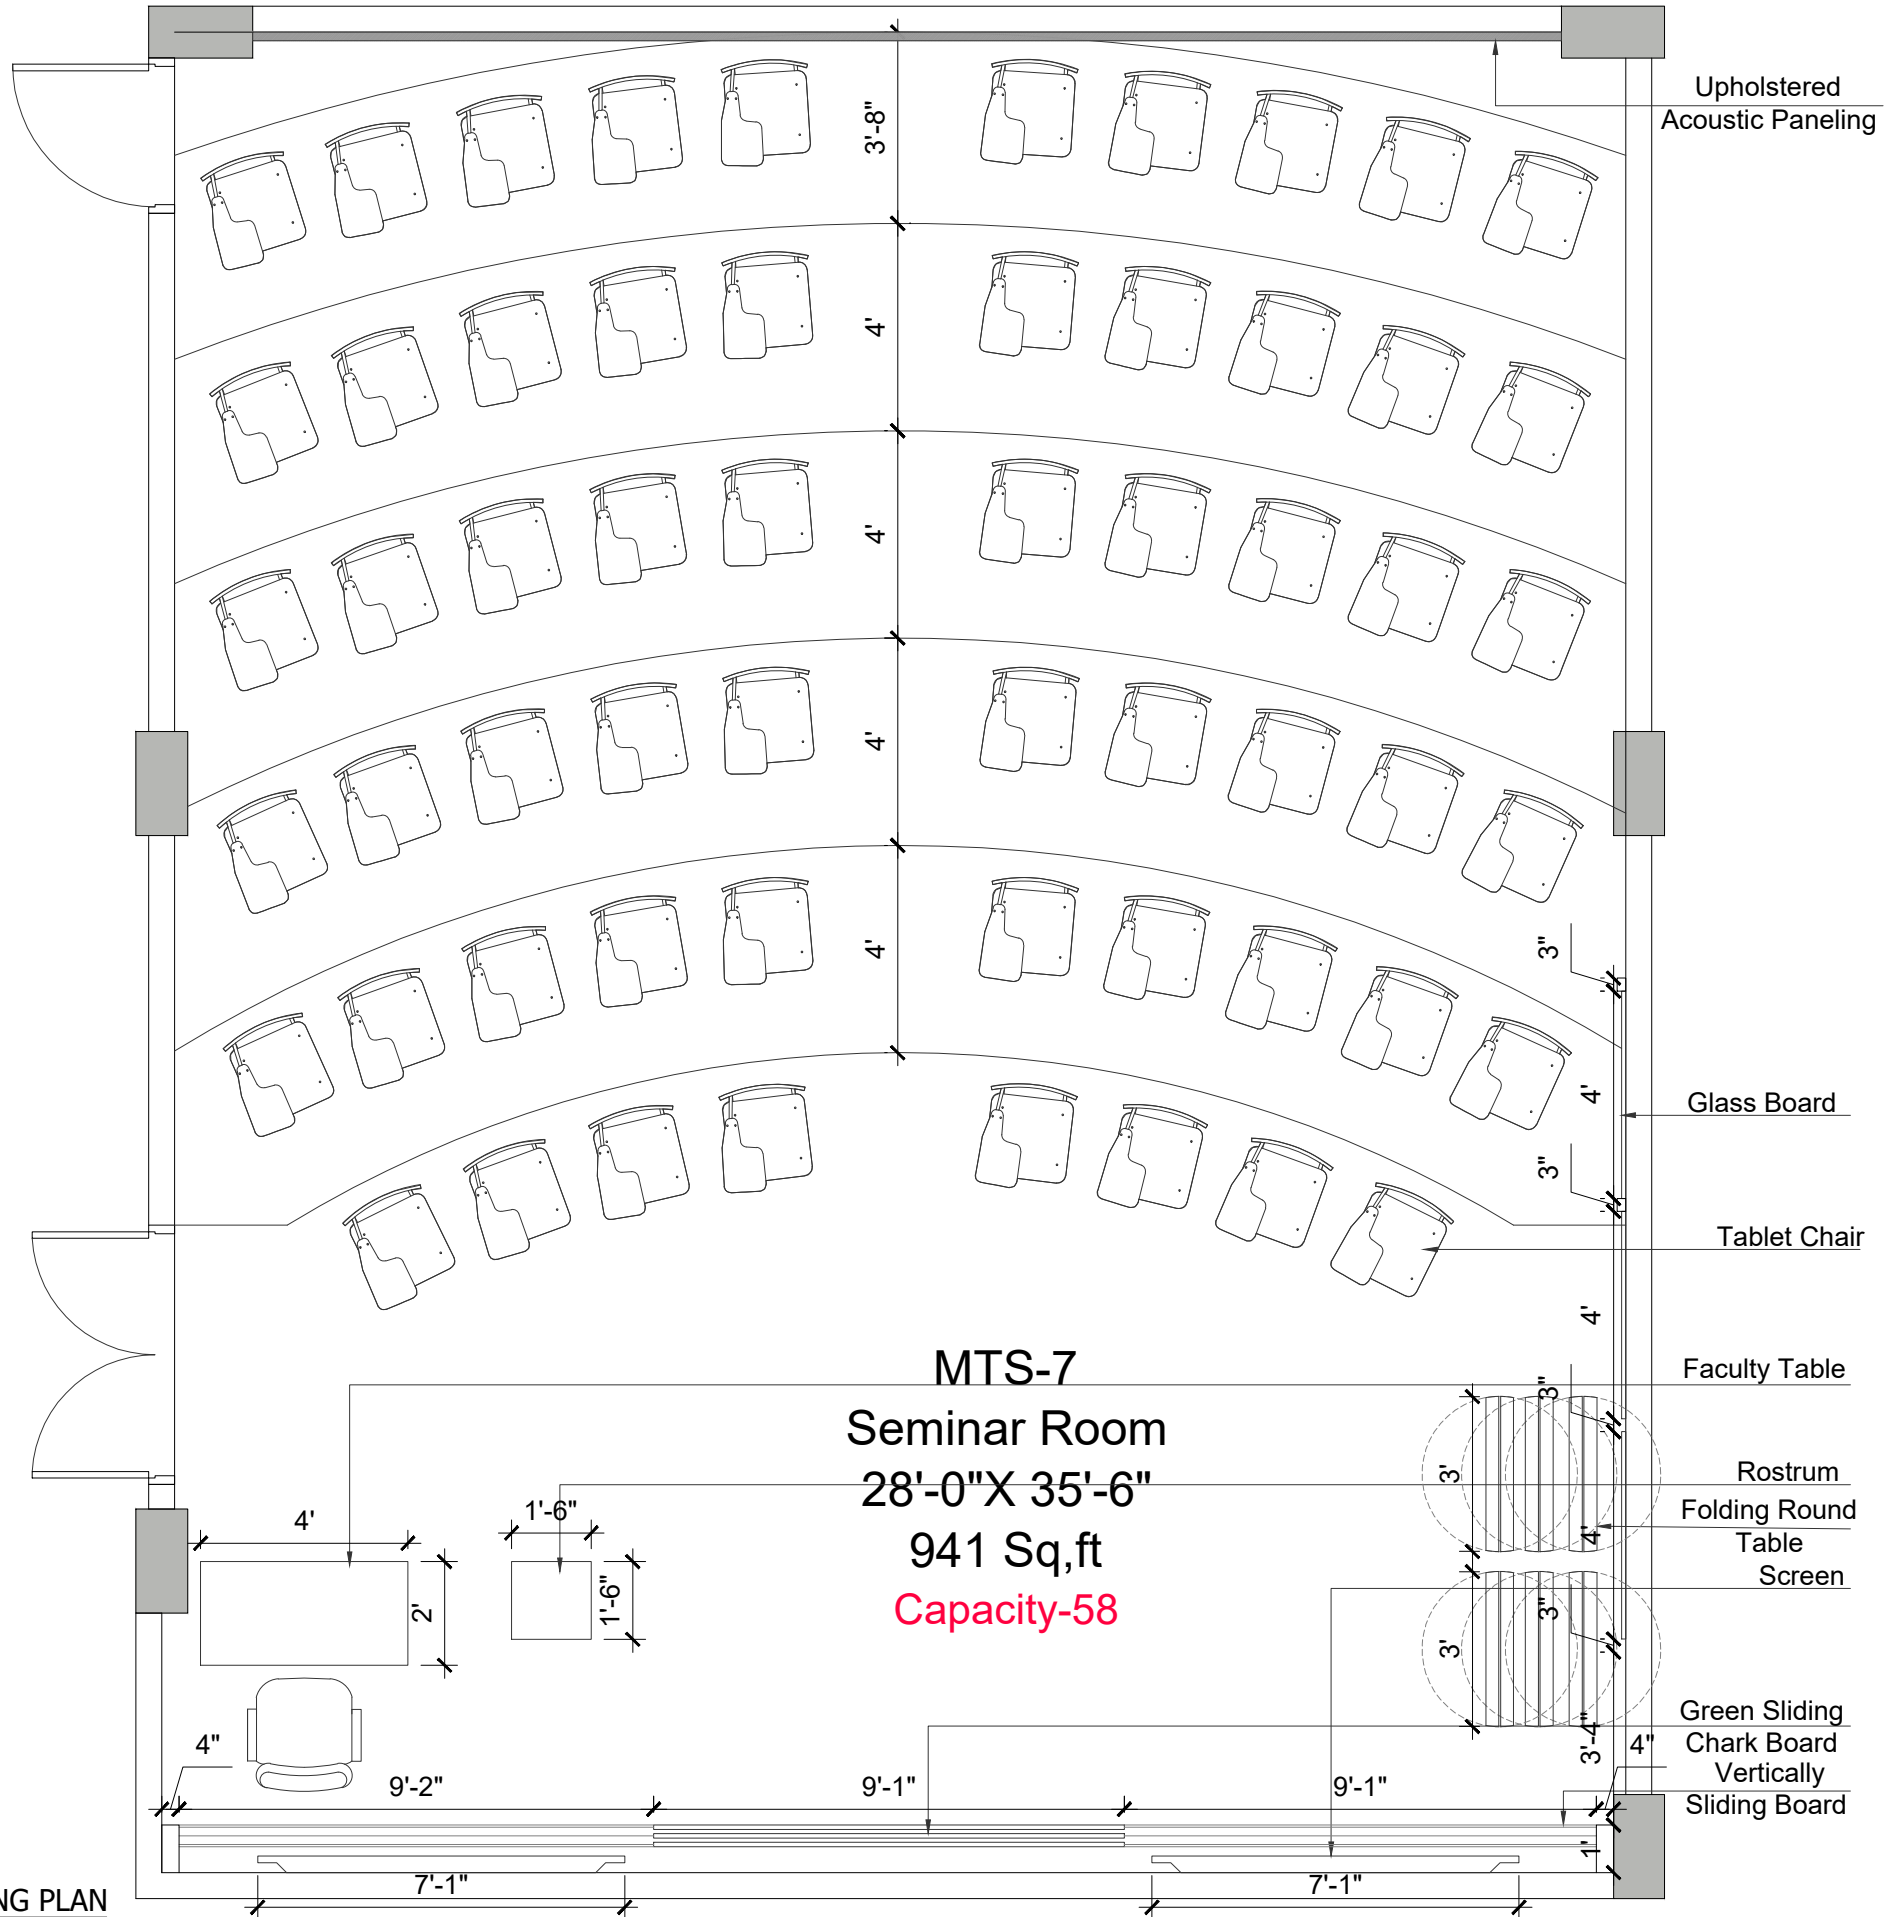 Upholstered
Acoustic Paneling
3'-8"
4'
4'
4'
4'
3"
4'
Glass Board
3"
Tablet Chair
4'
MTS-7
Seminar Room
28'-0"X 35'-6"
941 Sq,ft
Capacity-58
3"
Faculty Table
3'
Rostrum
Folding Round
Table
4'
Screen
4'
1'-6"
2'
1'-6"
3"
3'
Green Sliding
Chark Board
3'-4"
4"
Vertically
Sliding Board
4"
9'-2"
9'-1"
9'-1"
1'
7'-1"
7'-1"
NG PLAN